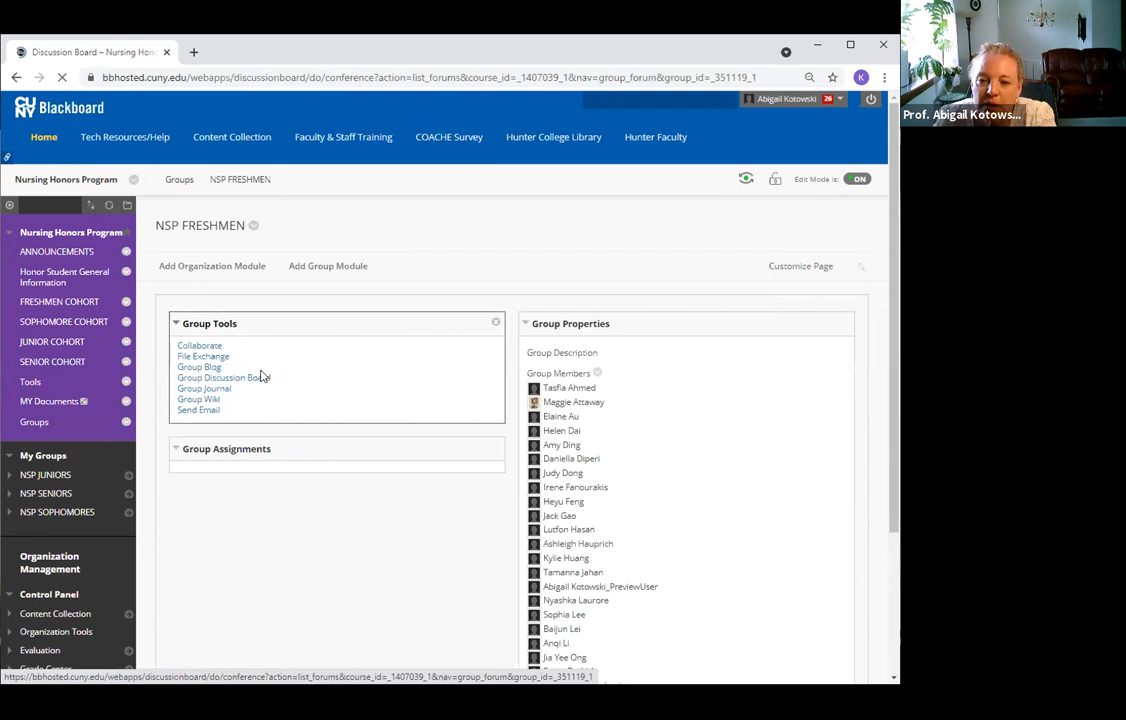 Discussion Board – Nursing Hono
bbhosted.cuny.edu/webapps/discussionboard/do/conference?action=list_forums&course_id=_1407039_1&nav=group_forum&group_id=_351119_1
K
Prof. Abigail Kotows...
CU
NY Blackboard
Abigail Kotowski 26
Home Tech Resources/Help Content Collection Faculty & Staff Training COACHE Survey Hunter College Library Hunter Faculty
Nursing Honors Program Groups NSP FRESHMEN Edit Mode is: ON
Nursing Honors Program
ANNOUNCEMENTS
Honor Student General
Information
FRESHMEN COHORT
SOPHOMORE COHORT
JUNIOR COHORT
SENIOR COHORT
Tools
MY Documents
Groups
My Groups
NSP JUNIORS
NSP SENIORS
NSP SOPHOMORES
Organization
Management
Control Panel
Content Collection
Organization Tools
Evaluation
NSP FRESHMEN
Add Organization Module Add Group Module Customize Page
Group Tools
Collaborate
File Exchange
Group Blog
Group Discussion Board
Group Journal
Group Wiki
Send Email
Group Assignments
Group Properties
Group Description
Group Members
Tasfia Ahmed
Maggie Attaway
Elaine Au
Helen Dai
Amy Ding
Daniella Diperi
Judy Dong
Irene Fanourakis
Heyu Feng
Jack Gao
Lutfon Hasan
Ashleigh Hauprich
Kylie Huang
Tamanna Jahan
Abigail Kotowski_PreviewUser
Nyashka Laurore
Sophia Lee
Baijun Lei
Anqi Li
Jia Yee Ong
https://bbhosted.cuny.edu/webapps/discussionboard/do/conference?action=list_forums&course_id=_1407039_1&nav=group_forum&group_id=_351119_1